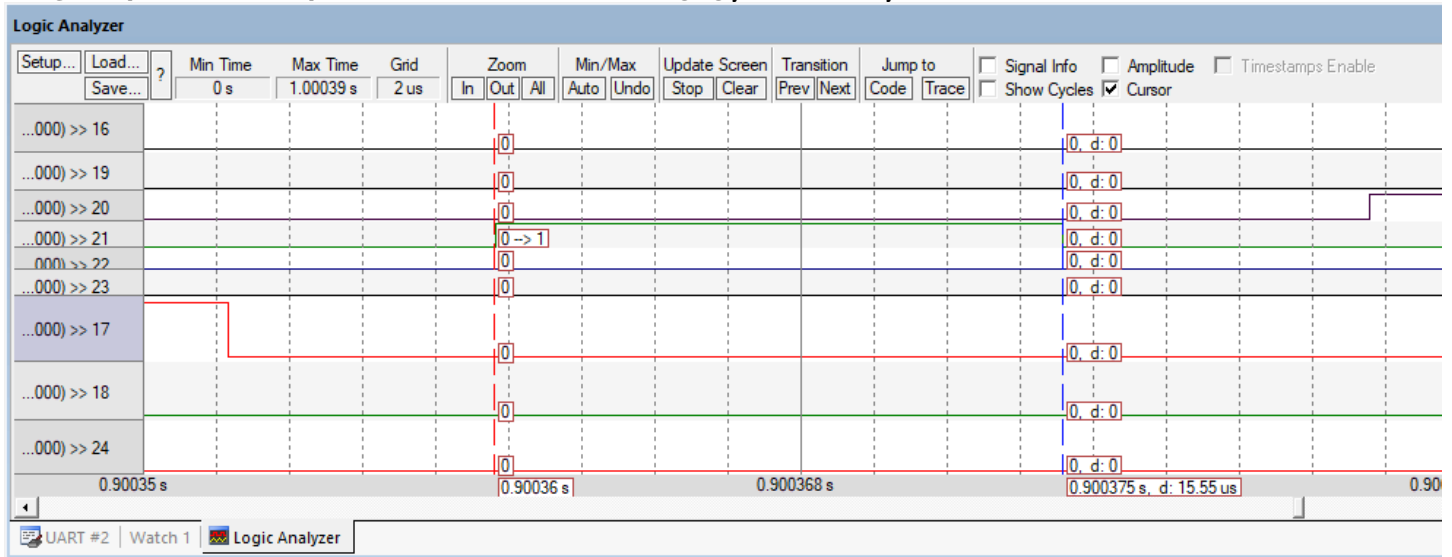 Logic Analyzer
Setup... Load... ? Min Time Max Time Grid Zoom Min/Max Update Screen Transition Jump to Signal Info Amplitude Timestamps Enable
Save... 0 s 1.00039 s 2 us In Out All Auto Undo Stop Clear Prev Next Code Trace Show Cycles Cursor
...000) >> 16 0 0, d: 0
...000) >> 19 0 0, d: 0
...000) >> 20 0 0, d: 0
...000) >> 21 0 --> 1 0, d: 0
...000) >> 22 0 0, d: 0
...000) >> 23 0 0, d: 0
...000) >> 17 0 0, d: 0
...000) >> 18 0 0, d: 0
...000) >> 24 0 0, d: 0
0.90035 s 0.90036 s 0.900368 s 0.900375 s, d: 15.55 us 0.90
UART #2 Watch 1 Logic Analyzer